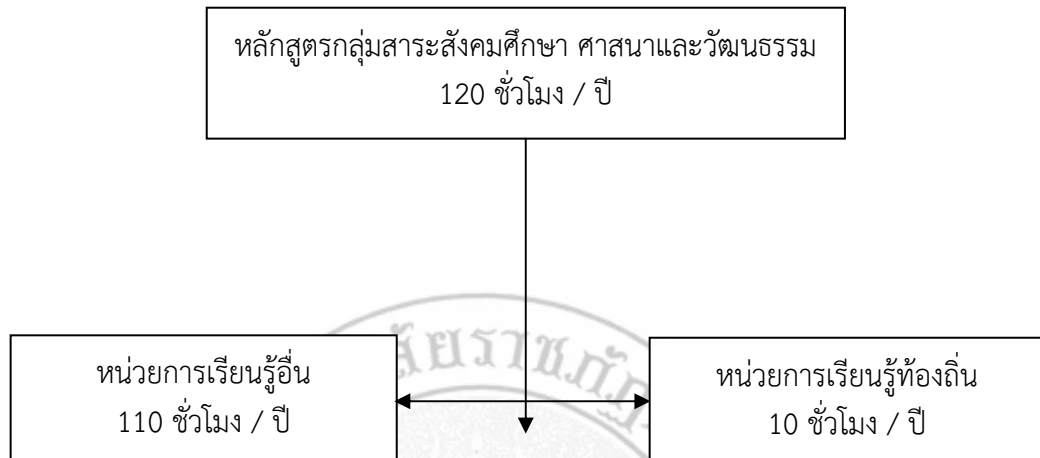 หลักสูตรกลุ่มสาระสังคมศึกษา ศาสนาและวัฒนธรรม
120 ชั่วโมง / ปี
หน่วยการเรียนรู้อื่น
110 ชั่วโมง / ปี
หน่วยการเรียนรู้ท้องถิ่น
10 ชั่วโมง / ปี